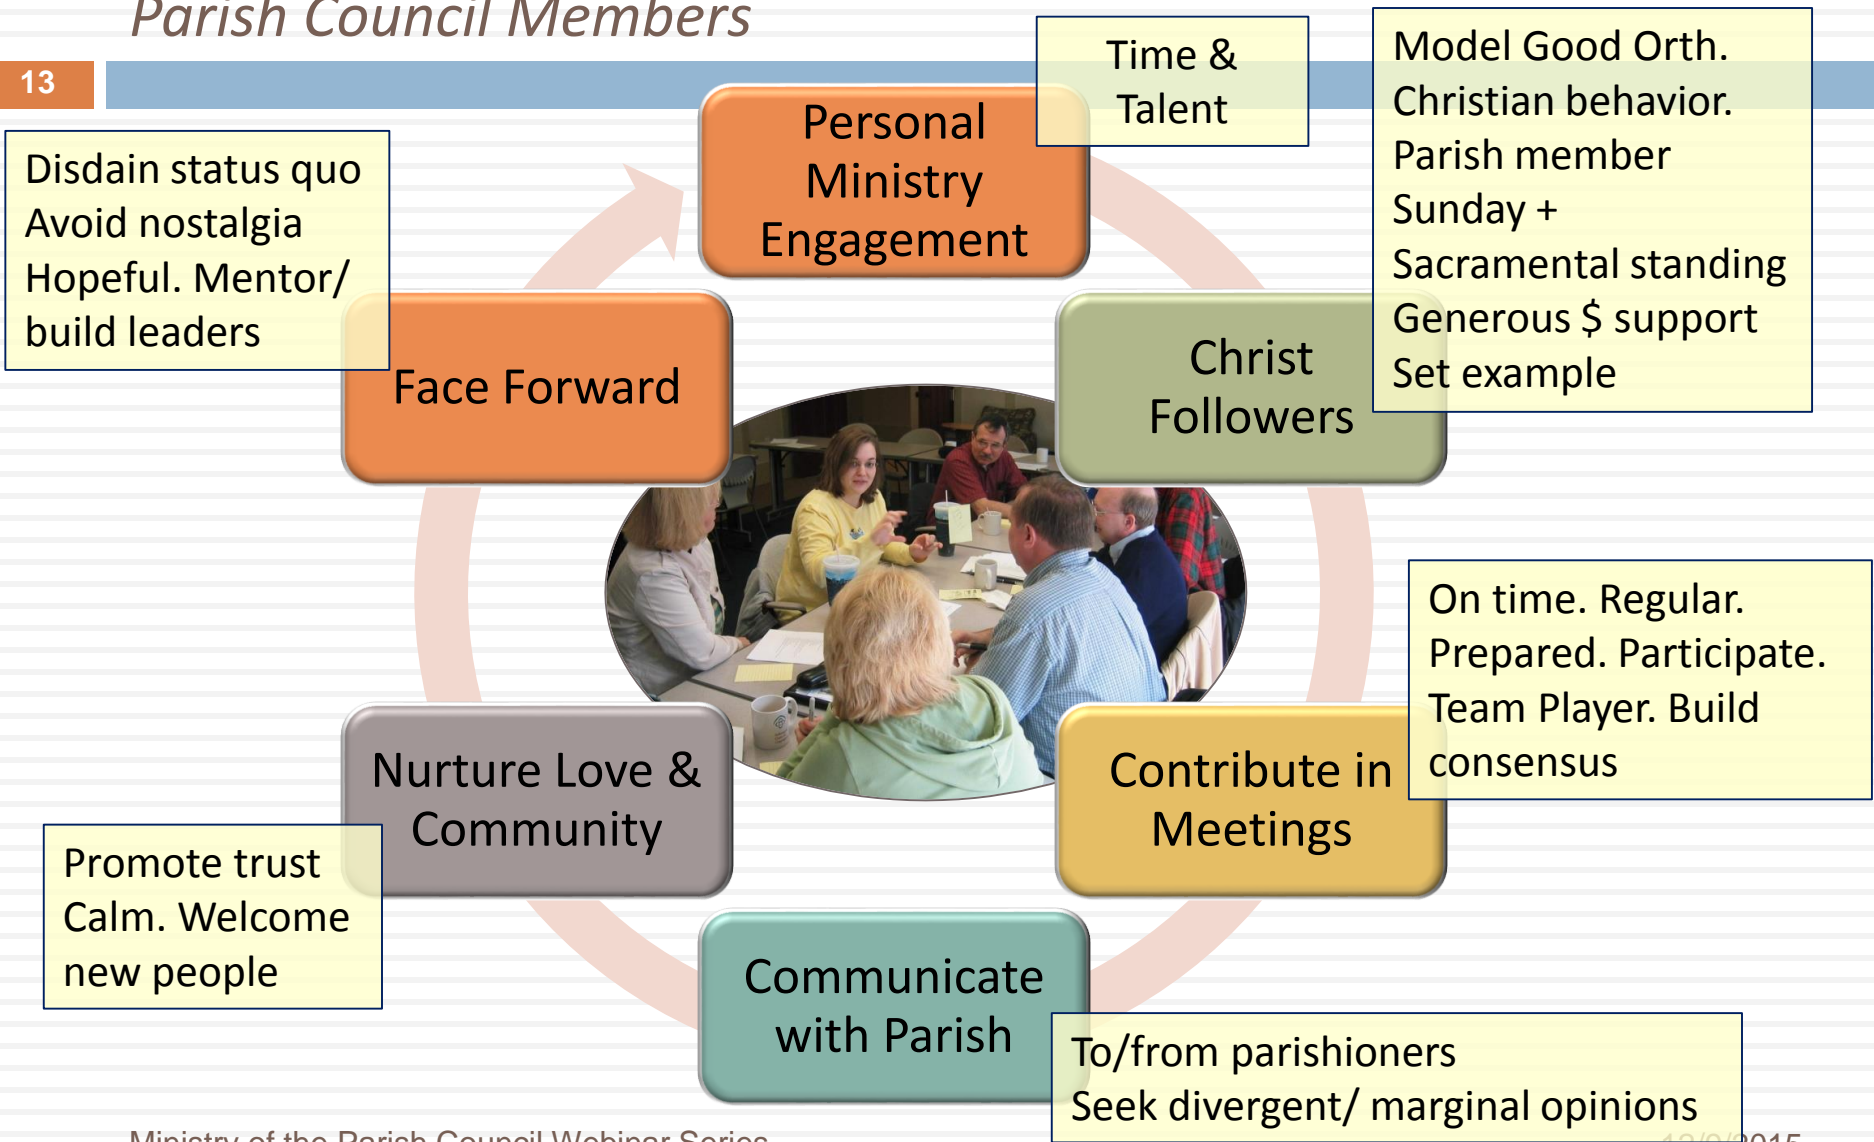 Parish Council Members
13
Time &
Talent
Personal
Ministry
Engagement
Model Good Orth.
Christian behavior.
Parish member
Sunday +
Sacramental standing
Generous $ support
Set example
Christ
Followers
On time. Regular.
Prepared. Participate.
Team Player. Build
consensus
Contribute in
Meetings
Communicate
with Parish
To/from parishioners
Seek divergent/ marginal opinions
Nurture Love &
Community
Promote trust
Calm. Welcome
new people
Disdain status quo
Avoid nostalgia
Hopeful. Mentor/
build leaders
Face Forward
Ministry of the Parish Council Webinar Series